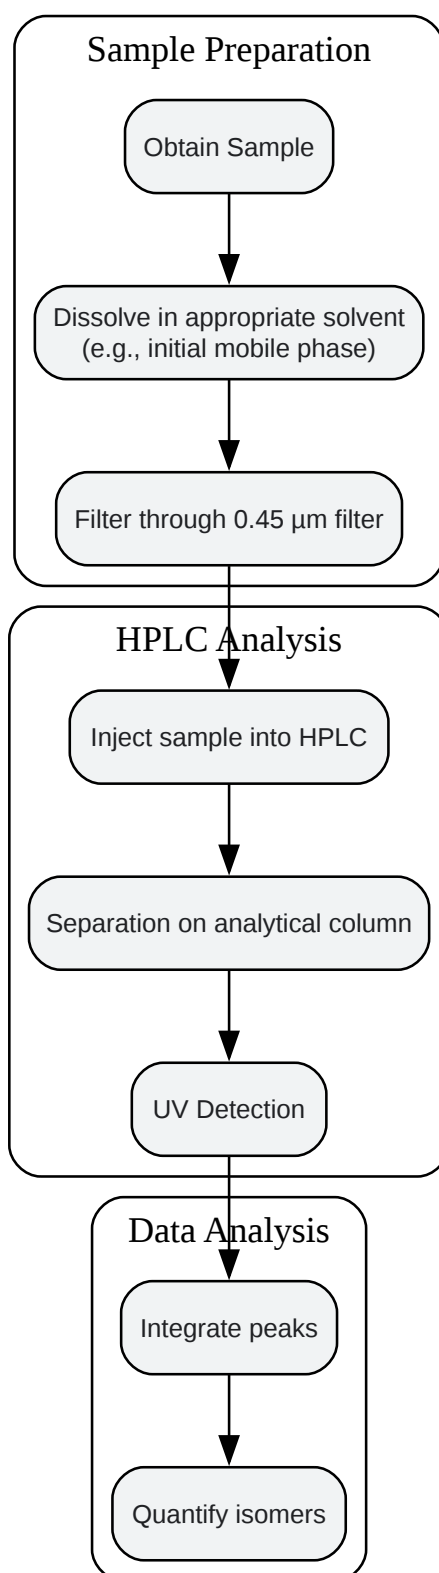 Sample Preparation
Obtain Sample
Dissolve in appropriate solvent
(e.g., initial mobile phase)
Filter through 0.45 µm filter
HPLC Analysis
Inject sample into HPLC
Separation on analytical column
UV Detection
Data Analysis
Integrate peaks
Quantify isomers